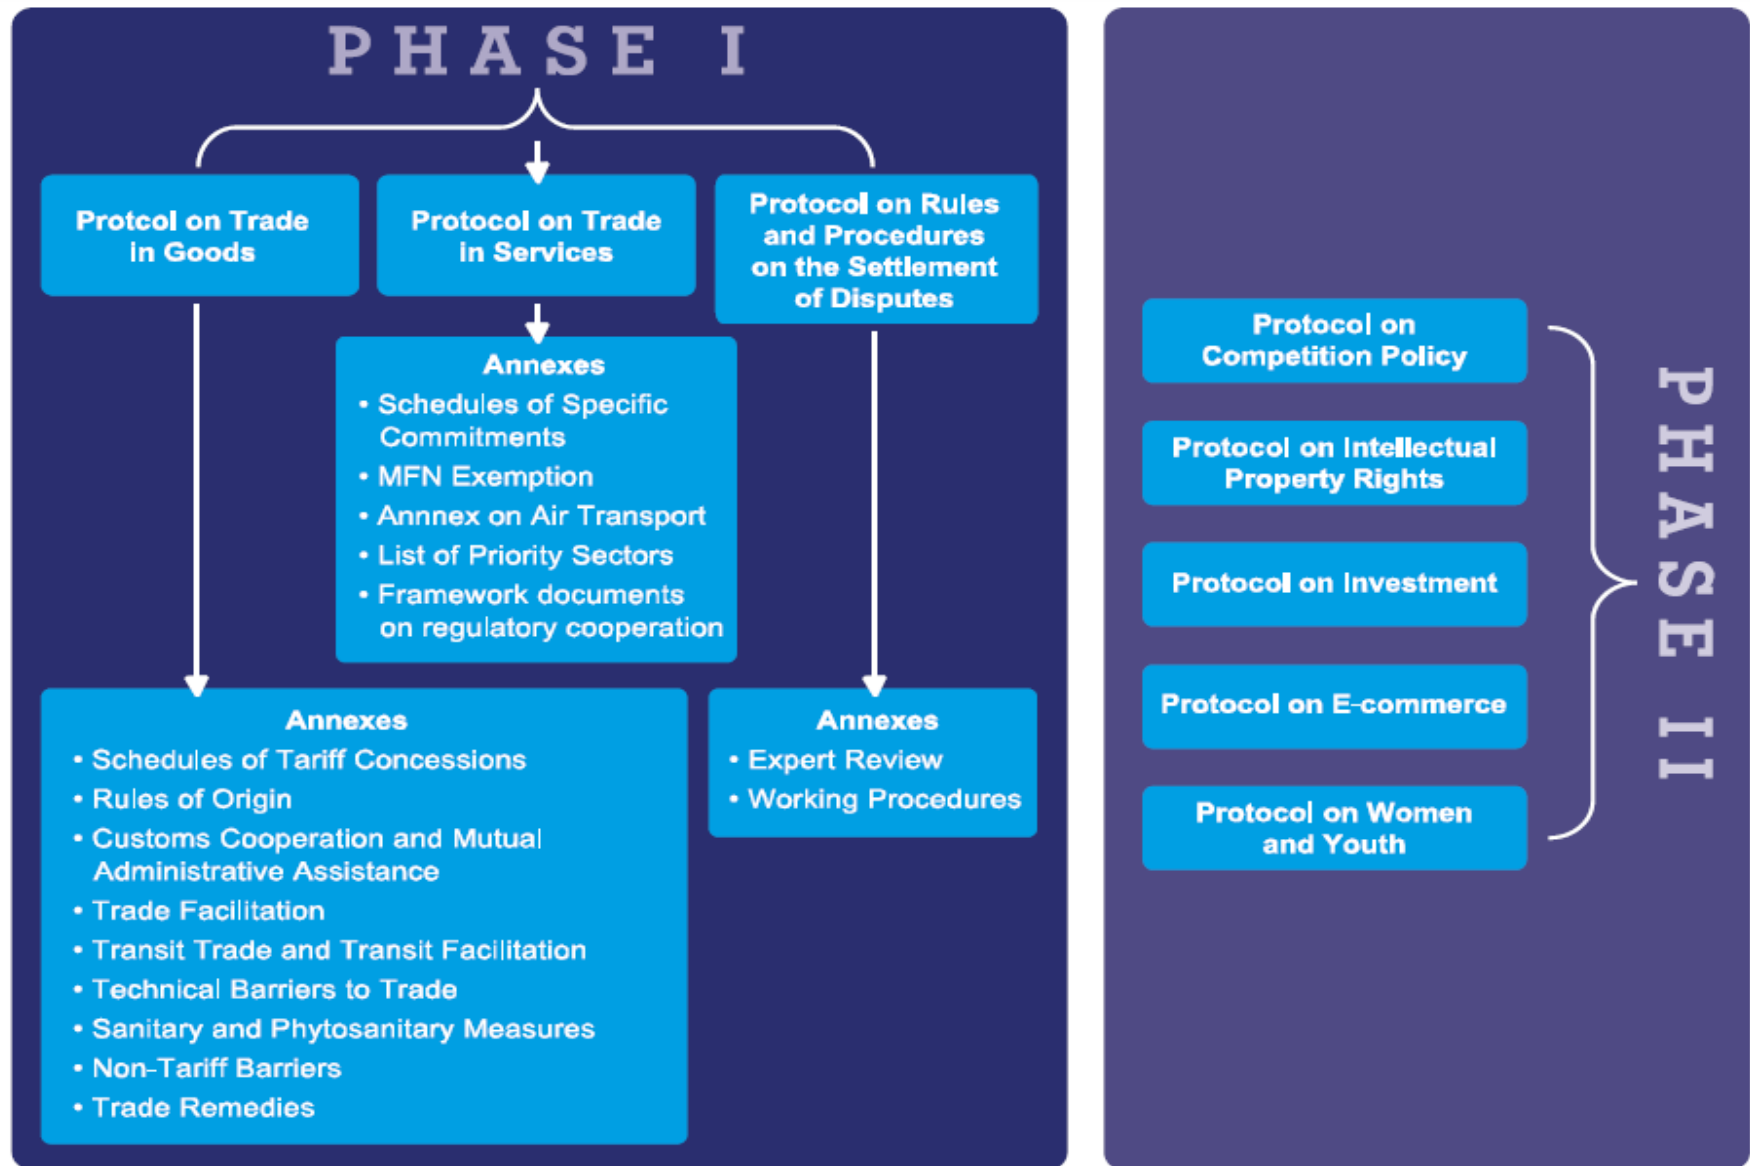 PHASE I
Protcol on Trade
in Goods
Protocol on Trade
in Services
Protocol on Rules
and Procedures
on the Settlement
of Disputes
Annexes
• Schedules of Specific
Commitments
• MFN Exemption
• Annnex on Air Transport
• List of Priority Sectors
• Framework documents
on regulatory cooperation
Annexes
• Schedules of Tariff Concessions
• Rules of Origin
• Customs Cooperation and Mutual
Administrative Assistance
• Trade Facilitation
• Transit Trade and Transit Facilitation
• Technical Barriers to Trade
• Sanitary and Phytosanitary Measures
• Non-Tariff Barriers
• Trade Remedies
Annexes
• Expert Review
• Working Procedures
PHASE II
Protocol on
Competition Policy
Protocol on Intellectual
Property Rights
Protocol on Investment
Protocol on E-commerce
Protocol on Women
and Youth